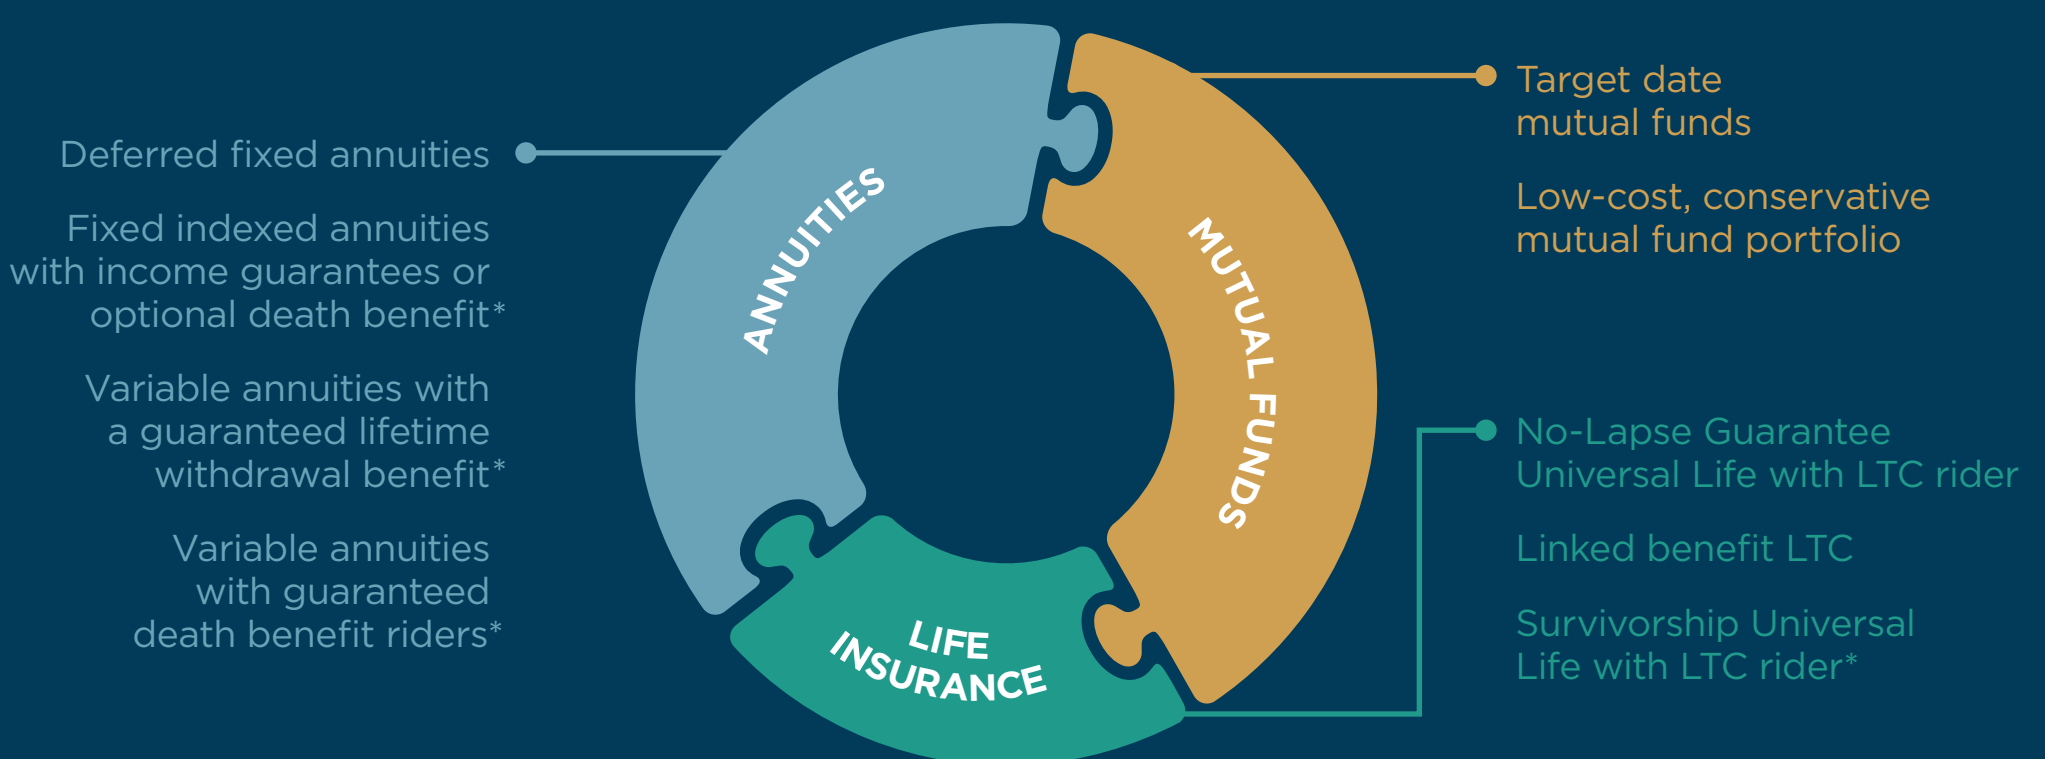 Deferred fixed annuities
Fixed indexed annuities
with income guarantees or
optional death benefit*
Variable annuities with
a guaranteed lifetime
withdrawal benefit*
Variable annuities
with guaranteed
death benefit riders*
ANNUITIES
MUTUAL FUNDS
LIFE
INSURANCE
Target date
mutual funds
Low-cost, conservative
mutual fund portfolio
No-Lapse Guarantee
Universal Life with LTC rider
Linked benefit LTC
Survivorship Universal
Life with LTC rider*